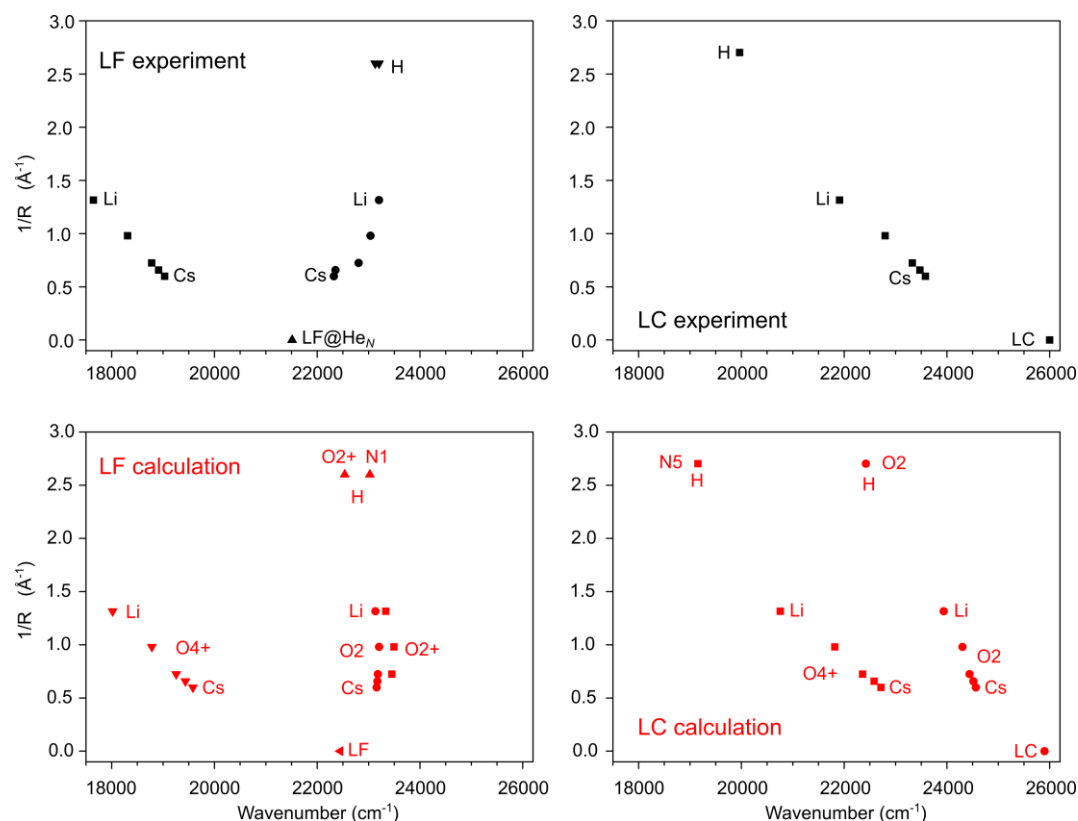 3.0
2.5
2.0
1.5
1.0
0.5
0.0
1/R (Å⁻¹)
LF experiment
H
Li
Li
Cs
Cs
LF@He_N
18000 20000 22000 24000 26000
3.0
2.5
2.0
1.5
1.0
0.5
0.0
H
Li
Cs
LC experiment
LC
18000 20000 22000 24000 26000
3.0
2.5
2.0
1.5
1.0
0.5
0.0
1/R (Å⁻¹)
LF calculation
O2+ N1
H
Li
Li
O4+
O2
O2+
Cs
Cs
LF
18000 20000 22000 24000 26000
Wavenumber (cm⁻¹)
3.0
2.5
2.0
1.5
1.0
0.5
0.0
N5
H
O2
H
Li
Li
O4+
O2
Cs
Cs
LC calculation
LC
18000 20000 22000 24000 26000
Wavenumber (cm⁻¹)